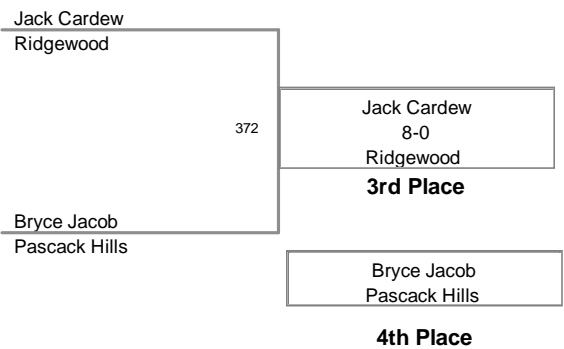 Jack Cardew
Ridgewood
372
Jack Cardew
8-0
Ridgewood
3rd Place
Bryce Jacob
Pascack Hills
Bryce Jacob
Pascack Hills
4th Place